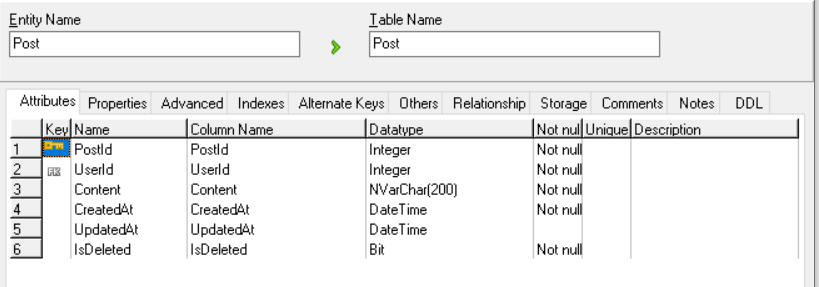 Entity Name Table Name
Post Post
Attributes Properties Advanced Indexes Alternate Keys Others Relationship Storage Comments Notes DDL
Key Name Column Name Datatype Not nul Unique Description
1 PostId PostId Integer Not null
2 FK UserId UserId Integer Not null
3 Content Content NVarChar(200) Not null
4 CreatedAt CreatedAt DateTime Not null
5 UpdatedAt UpdatedAt DateTime
6 IsDeleted IsDeleted Bit Not null